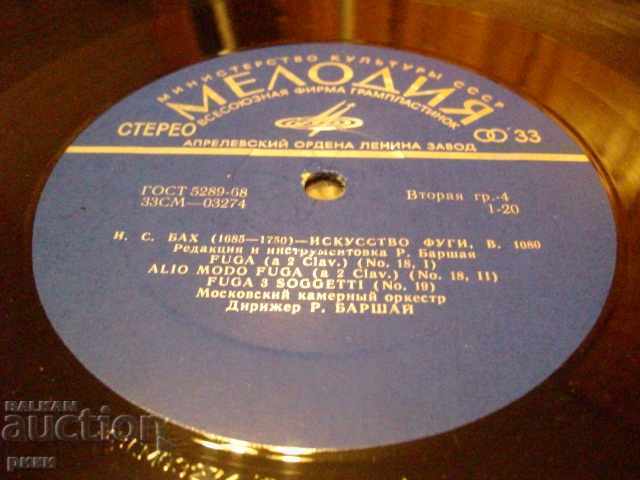 МИНИСТЕРСТВО КУЛЬТУРЫ СССР
МЕЛОДИЯ
ВСЕСОЮЗНАЯ ФИРМА ГРАМПЛАСТИНОК
СТЕРЕО
33
АПРЕЛЕВСКИЙ ОРДЕНА ЛЕНИНА ЗАВОД
ГОСТ 5289-68
33СМ—03274
Вторая гр.-4
1-20
И. С. БАХ (1685—1750)—ИСКУССТВО ФУГИ, В. 1080
Редакция и инструментовка Р. Баршая
FUGA (a 2 Clav.) (No. 18, 1)
ALIO MODO FUGA (a 2 Clav.) (No. 18, 11)
FUGA 3 SOGGETTI (No. 19)
Московский камерный оркестр
Дирижер Р. БАРШАЙ
BALKAN
auction